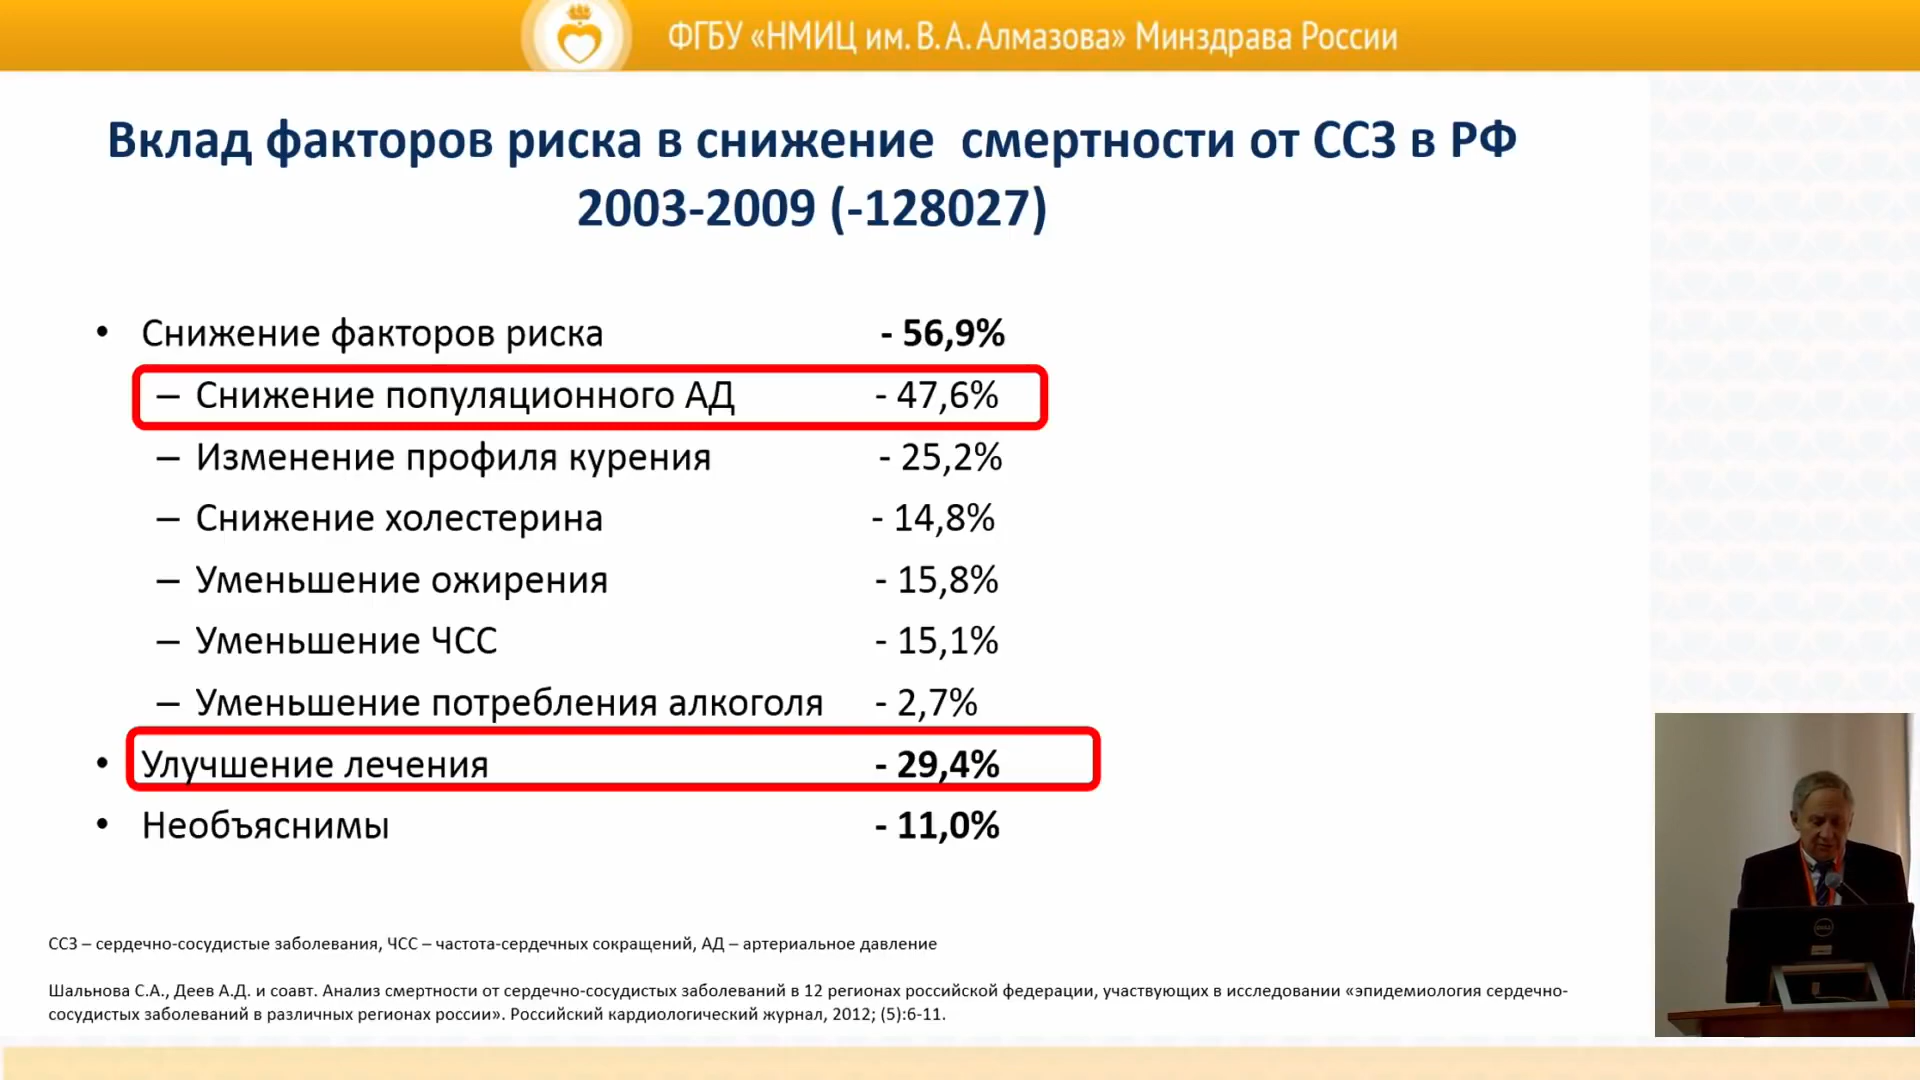 ФГБУ «НМИЦ им. В. А. Алмазова» Минздрава России
Вклад факторов риска в снижение смертности от ССЗ в РФ
2003-2009 (-128027)
• Снижение факторов риска - 56,9%
– Снижение популяционного АД - 47,6%
– Изменение профиля курения - 25,2%
– Снижение холестерина - 14,8%
– Уменьшение ожирения - 15,8%
– Уменьшение ЧСС - 15,1%
– Уменьшение потребления алкоголя - 2,7%
• Улучшение лечения - 29,4%
• Необъяснимы - 11,0%
ССЗ – сердечно-сосудистые заболевания, ЧСС – частота-сердечных сокращений, АД – артериальное давление
Шальнова С.А., Деев А.Д. и соавт. Анализ смертности от сердечно-сосудистых заболеваний в 12 регионах российской федерации, участвующих в исследовании «эпидемиология сердечно-
сосудистых заболеваний в различных регионах россии». Российский кардиологический журнал, 2012; (5):6-11.
DELL